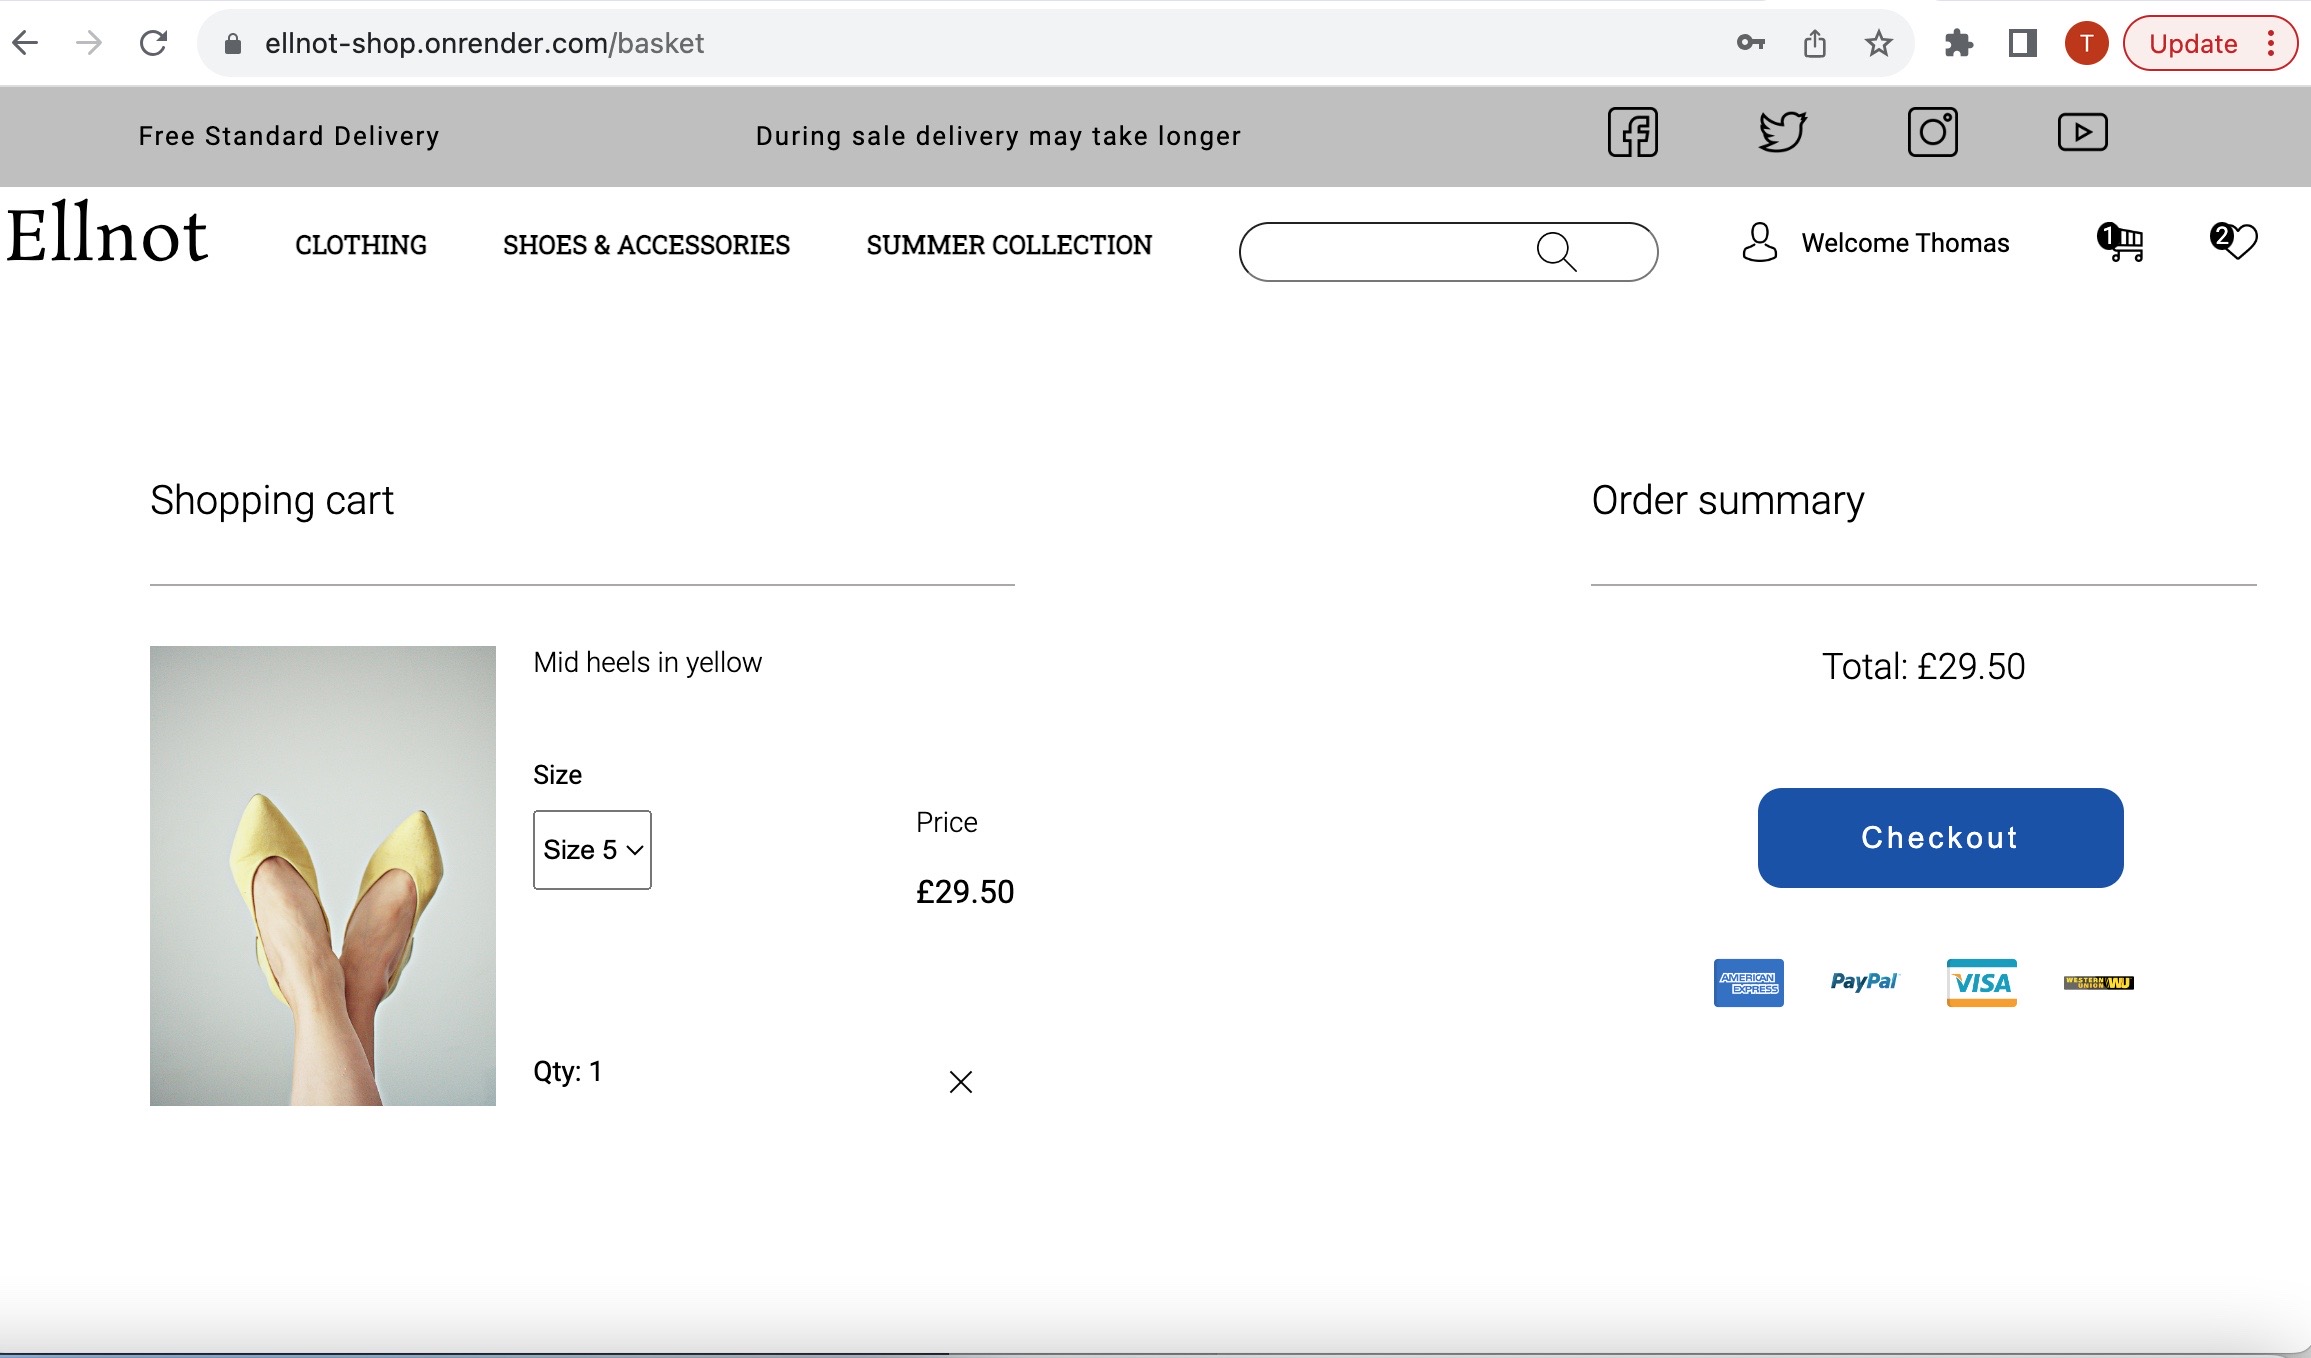 ellnot-shop.onrender.com/basket
T
Update
Free Standard Delivery
During sale delivery may take longer
Ellnot
CLOTHING
SHOES & ACCESSORIES
SUMMER COLLECTION
Welcome Thomas
1
2
Shopping cart
Order summary
Mid heels in yellow
Total: £29.50
Size
Size 5
Price
£29.50
Checkout
AMERICAN
EXPRESS
PayPal
VISA
WESTERN
UNION
WU
Qty: 1